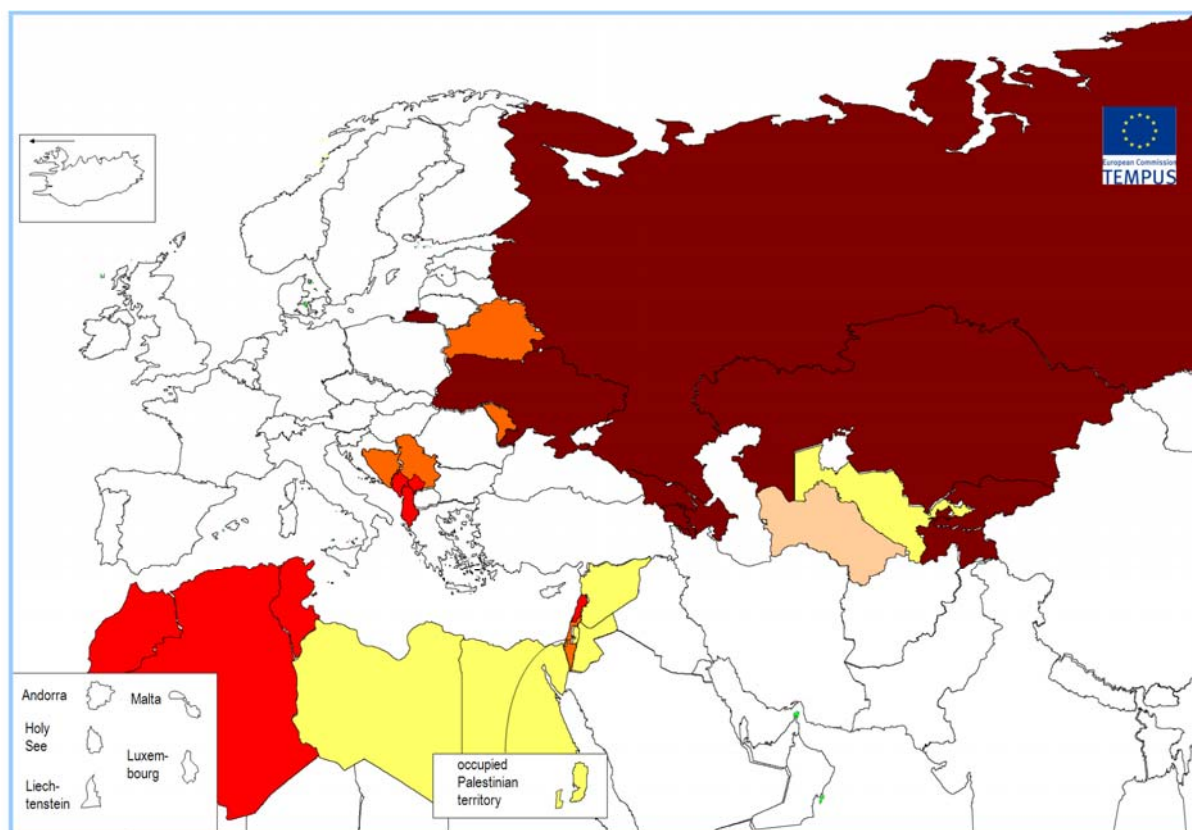 European Commission
TEMPUS
Andorra
Malta
Holy
See
Luxem-
bourg
Liech-
tenstein
occupied
Palestinian
territory